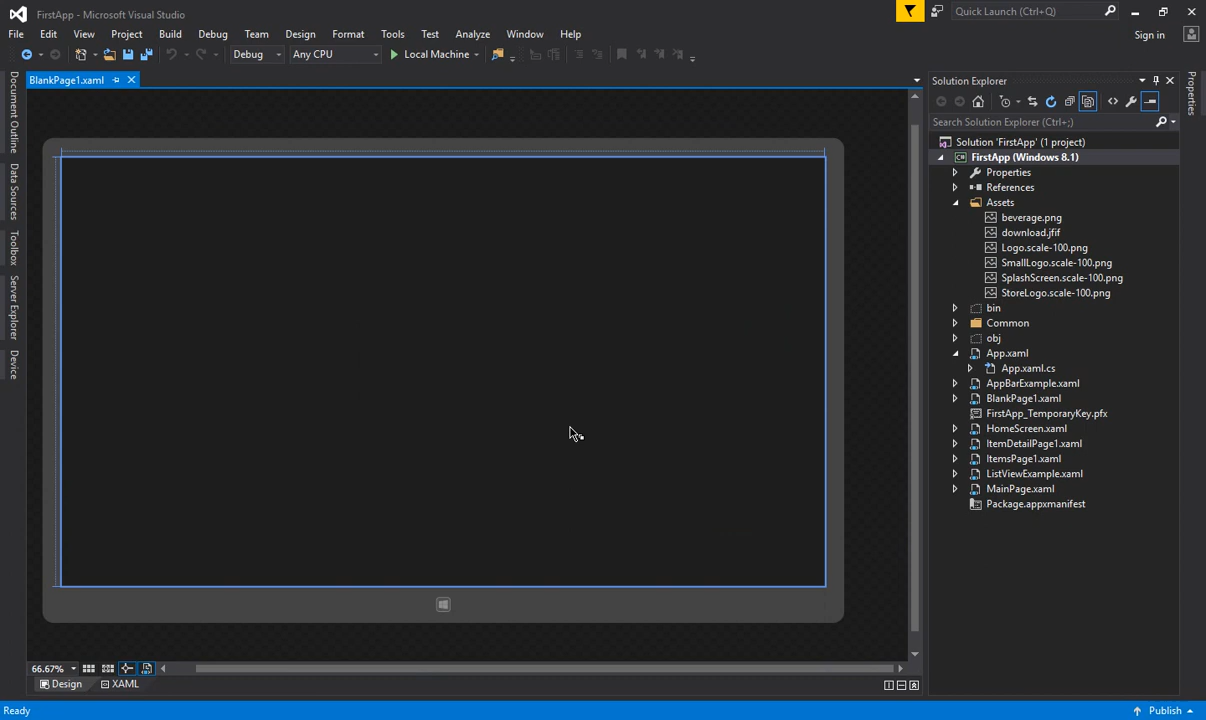 FirstApp - Microsoft Visual Studio
Quick Launch (Ctrl+Q)
File Edit View Project Build Debug Team Design Format Tools Test Analyze Window Help
Sign in
Debug Any CPU Local Machine
BlankPage1.xaml
Document Outline
Data Sources
Toolbox
Server Explorer
Device
Solution Explorer
Search Solution Explorer (Ctrl+;)
Solution 'FirstApp' (1 project)
C# FirstApp (Windows 8.1)
Properties
References
Assets
beverage.png
download.jfif
Logo.scale-100.png
SmallLogo.scale-100.png
SplashScreen.scale-100.png
StoreLogo.scale-100.png
bin
Common
obj
App.xaml
App.xaml.cs
AppBarExample.xaml
BlankPage1.xaml
FirstApp_TemporaryKey.pfx
HomeScreen.xaml
ItemDetailPage1.xaml
ItemsPage1.xaml
ListViewExample.xaml
MainPage.xaml
Package.appxmanifest
Properties
66.67%
Design XAML
Ready
Publish